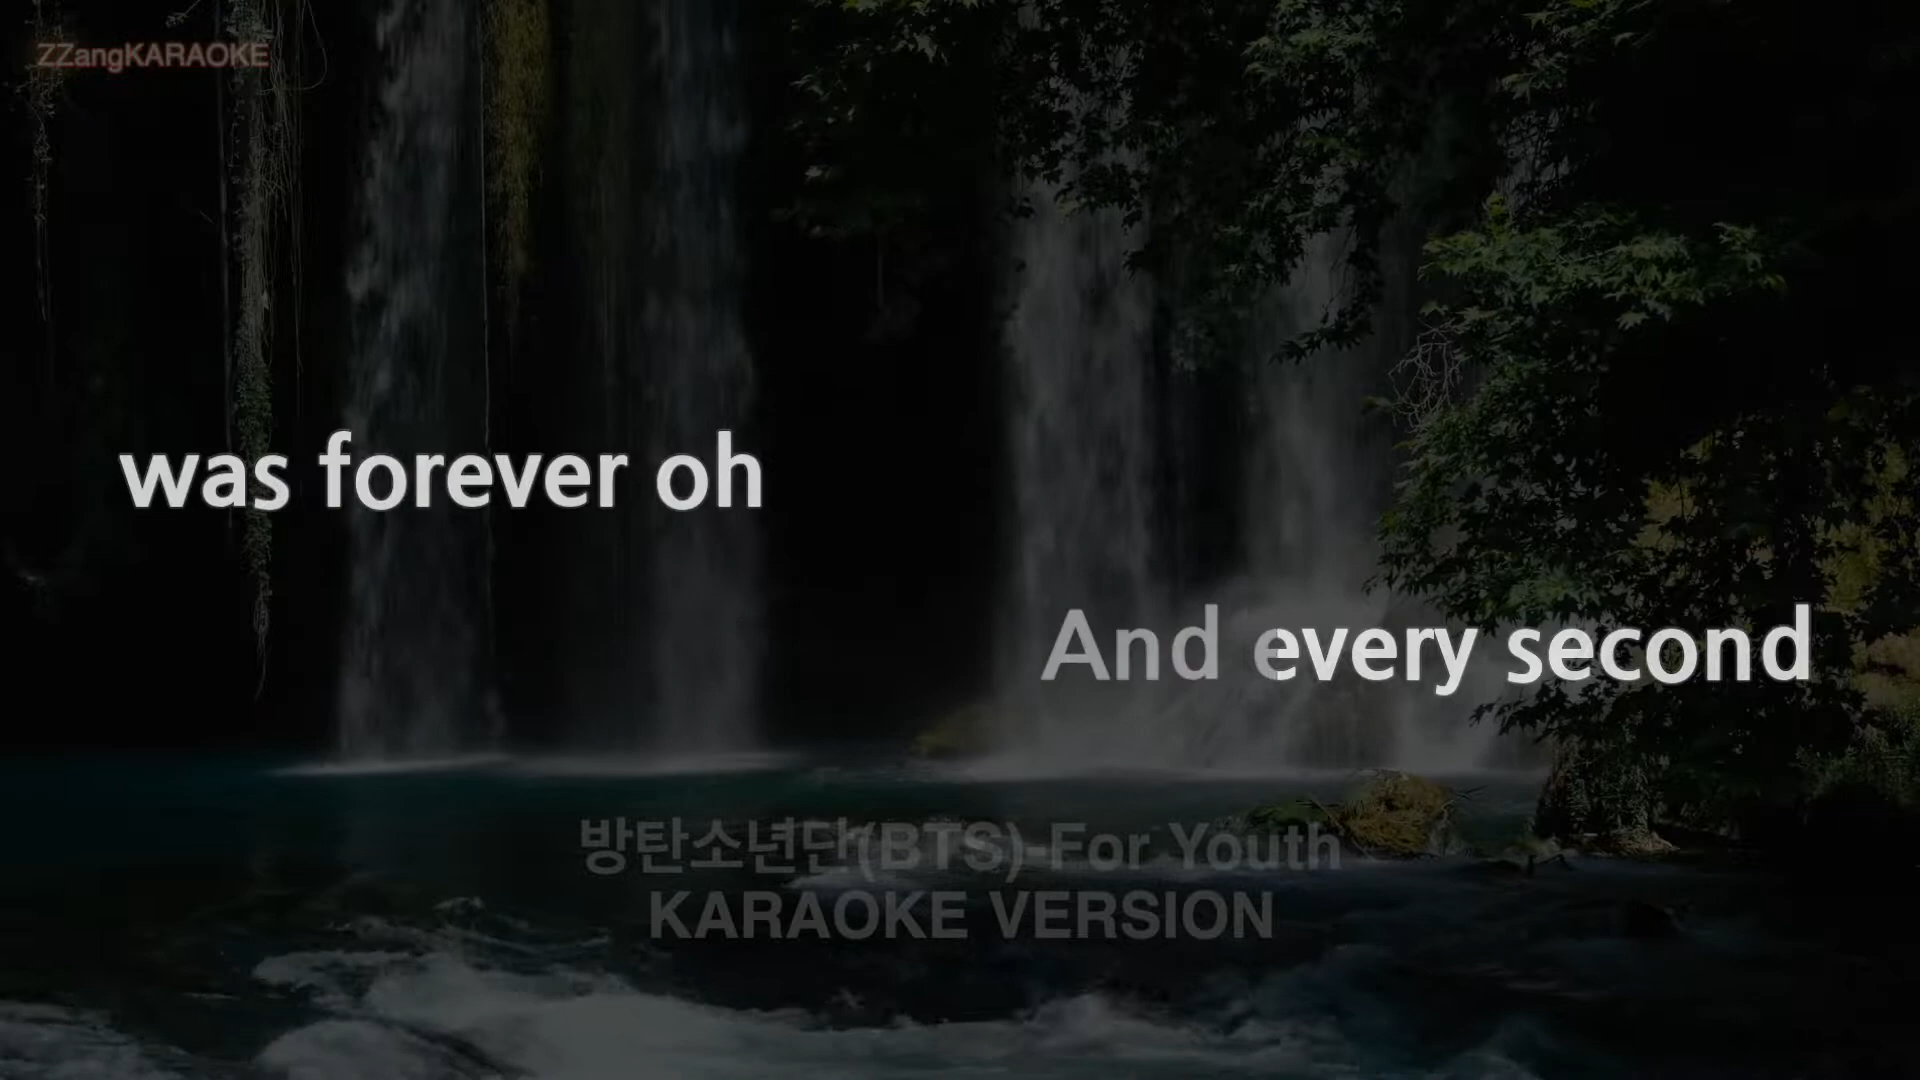 ZZangKARAOKE
was forever oh
And every second
방탄소년단(BTS)-For Youth
KARAOKE VERSION